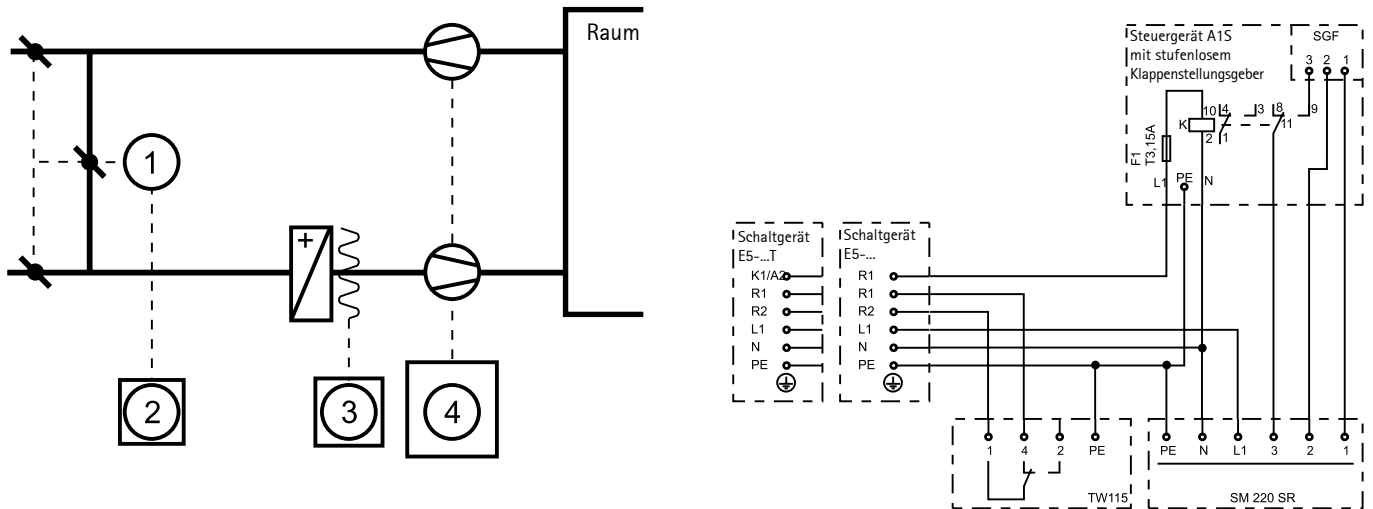 Raum
1
+
2
3
4
Steuergerät A1S
mit stufenlosem
Klappenstellungsgeber
SGF
3 2 1
10 4 3 8 9
K
2 1 11
F1
T3,15A
L1 PE N
Schaltgerät
E5-...T
K1/A2
R1
R2
L1
N
PE
Schaltgerät
E5-...
R1
R1
R2
L1
N
PE
1 4 2 PE
TW115
PE N L1 3 2 1
SM 220 SR